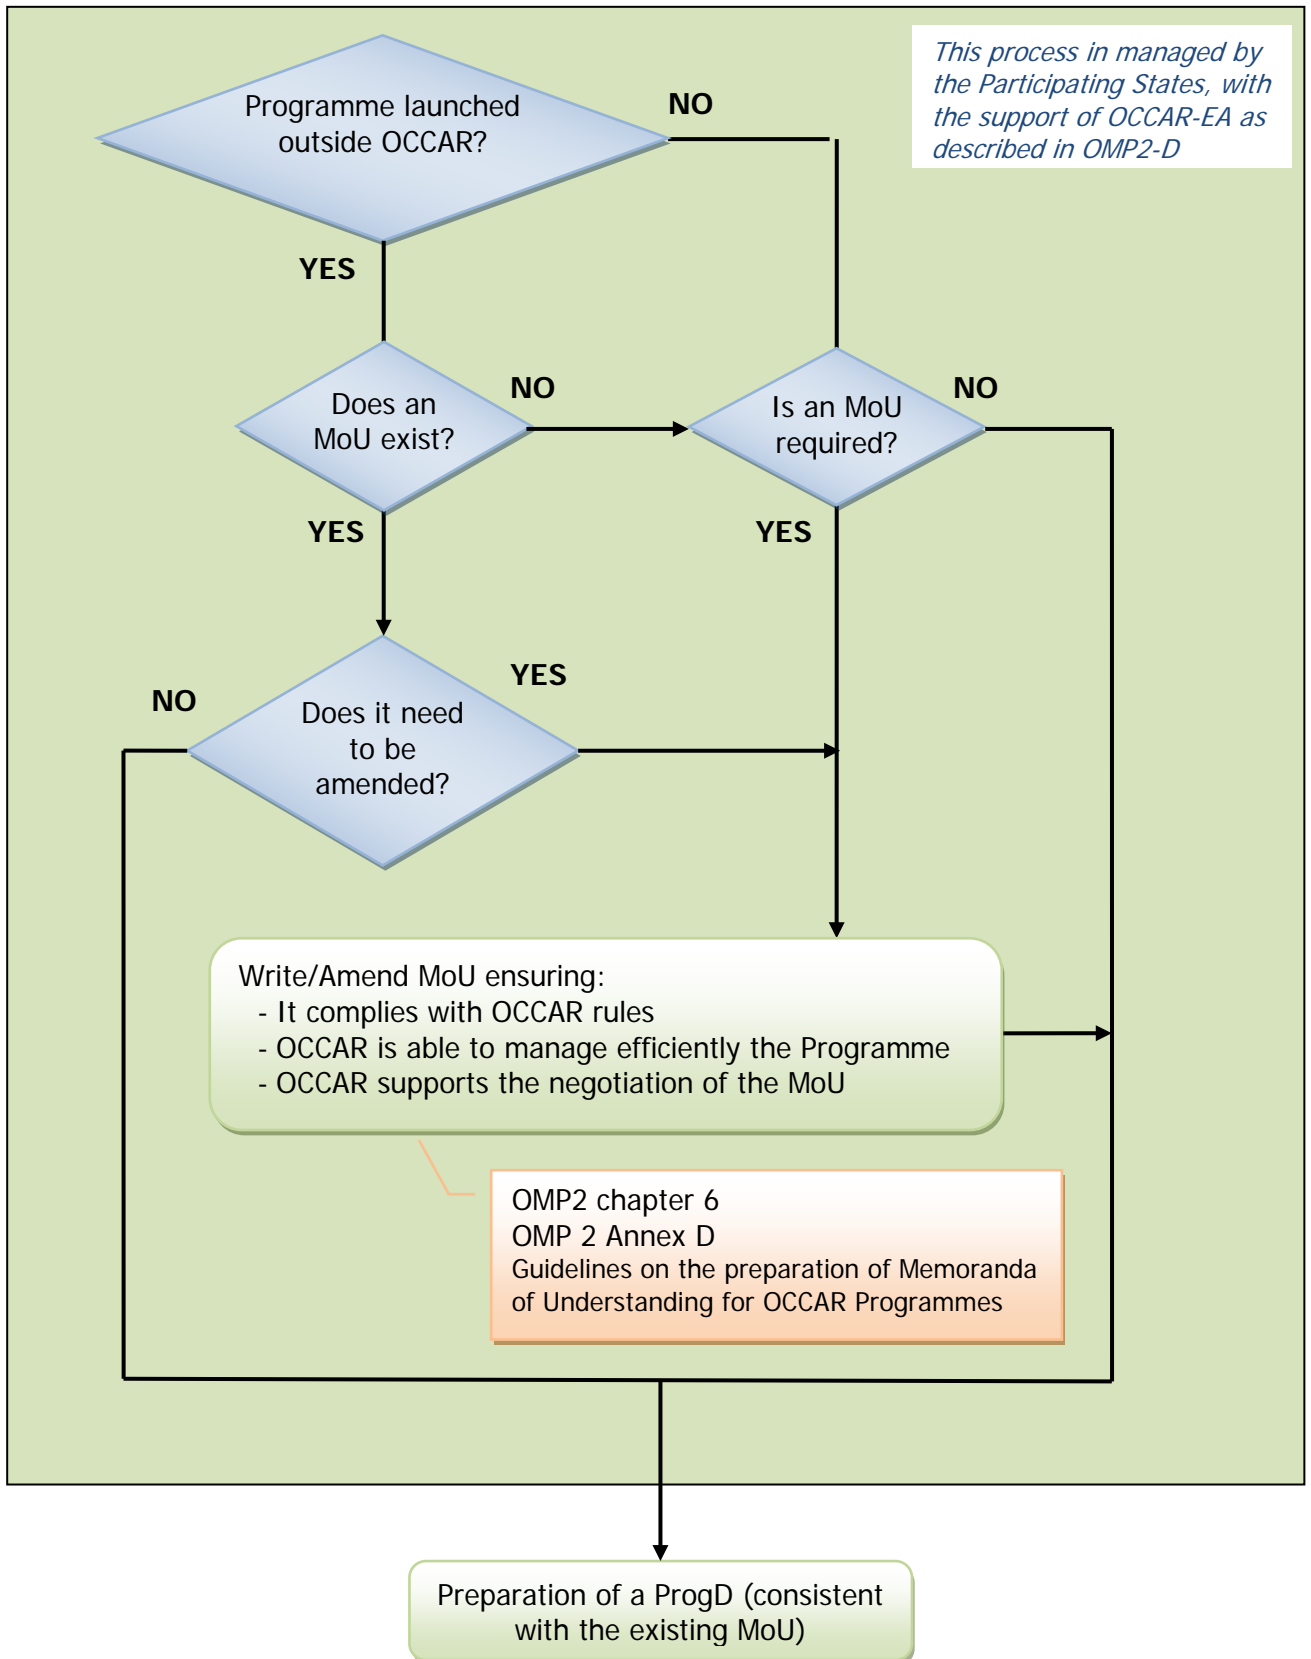 This process in managed by
the Participating States, with
the support of OCCAR-EA as
described in OMP2-D
Programme launched
outside OCCAR?
NO
YES
Does an
MoU exist?
NO
Is an MoU
required?
NO
YES
YES
Does it need
to be
amended?
NO
YES
Write/Amend MoU ensuring:
- It complies with OCCAR rules
- OCCAR is able to manage efficiently the Programme
- OCCAR supports the negotiation of the MoU
OMP2 chapter 6
OMP 2 Annex D
Guidelines on the preparation of Memoranda
of Understanding for OCCAR Programmes
Preparation of a ProgD (consistent
with the existing MoU)